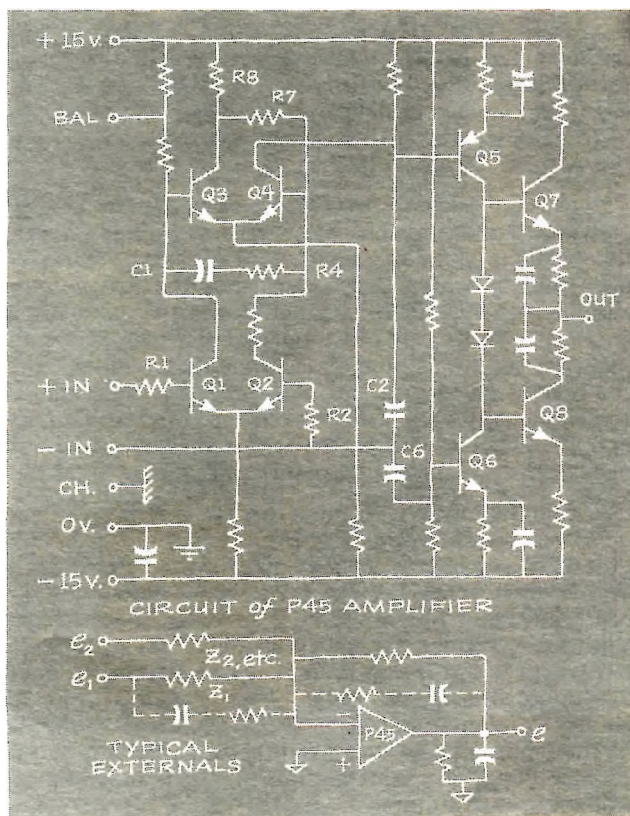 + 15v.
R8
R7
BAL
Q5
Q3
Q4
Q7
C1
R4
OUT
R1
C2
+ IN
Q1
Q2
R2
Q8
- IN
C6
Q6
CH.
0v.
- 15v.
CIRCUIT of P45 AMPLIFIER
e2
Z2, etc.
e1
Z1
-
P45
e
TYPICAL
EXTERNALS
+